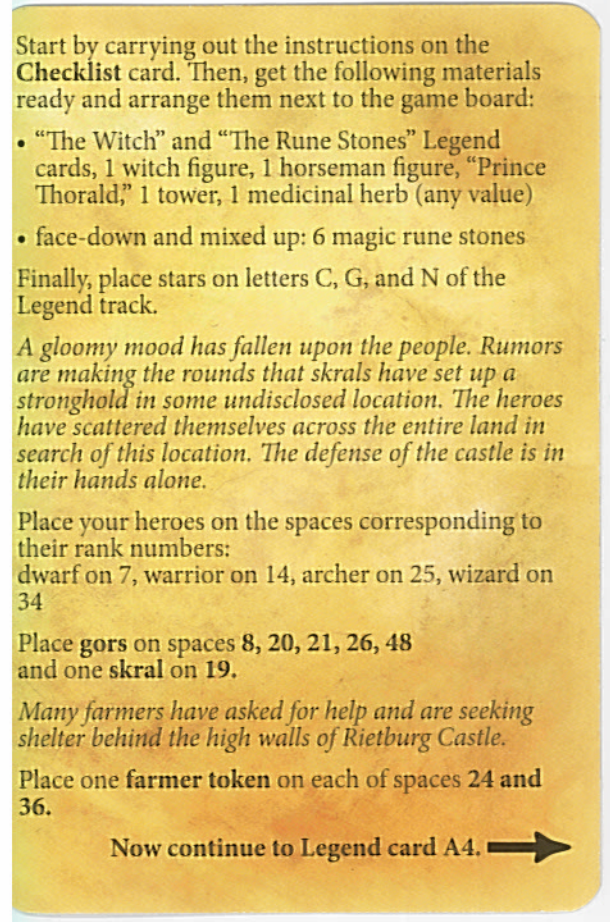 Start by carrying out the instructions on the
Checklist card. Then, get the following materials
ready and arrange them next to the game board:
• “The Witch” and “The Rune Stones” Legend
cards, 1 witch figure, 1 horseman figure, “Prince
Thorald,” 1 tower, 1 medicinal herb (any value)
• face-down and mixed up: 6 magic rune stones
Finally, place stars on letters C, G, and N of the
Legend track.
A gloomy mood has fallen upon the people. Rumors
are making the rounds that skrals have set up a
stronghold in some undisclosed location. The heroes
have scattered themselves across the entire land in
search of this location. The defense of the castle is in
their hands alone.
Place your heroes on the spaces corresponding to
their rank numbers:
dwarf on 7, warrior on 14, archer on 25, wizard on
34
Place gors on spaces 8, 20, 21, 26, 48
and one skral on 19.
Many farmers have asked for help and are seeking
shelter behind the high walls of Rietburg Castle.
Place one farmer token on each of spaces 24 and
36.
Now continue to Legend card A4.